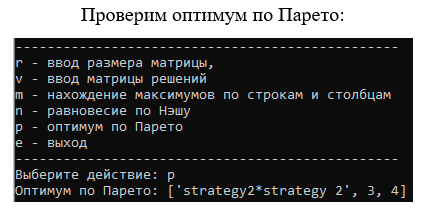 Проверим оптимум по Парето:
------------------------------------------------
r - ввод размера матрицы,
v - ввод матрицы решений
m - нахождение максимумов по строкам и столбцам
n - равновесие по Нэшу
p - оптимум по Парето
e - выход
------------------------------------------------
Выберите действие: p
Оптимум по Парето: ['strategy2*strategy 2', 3, 4]